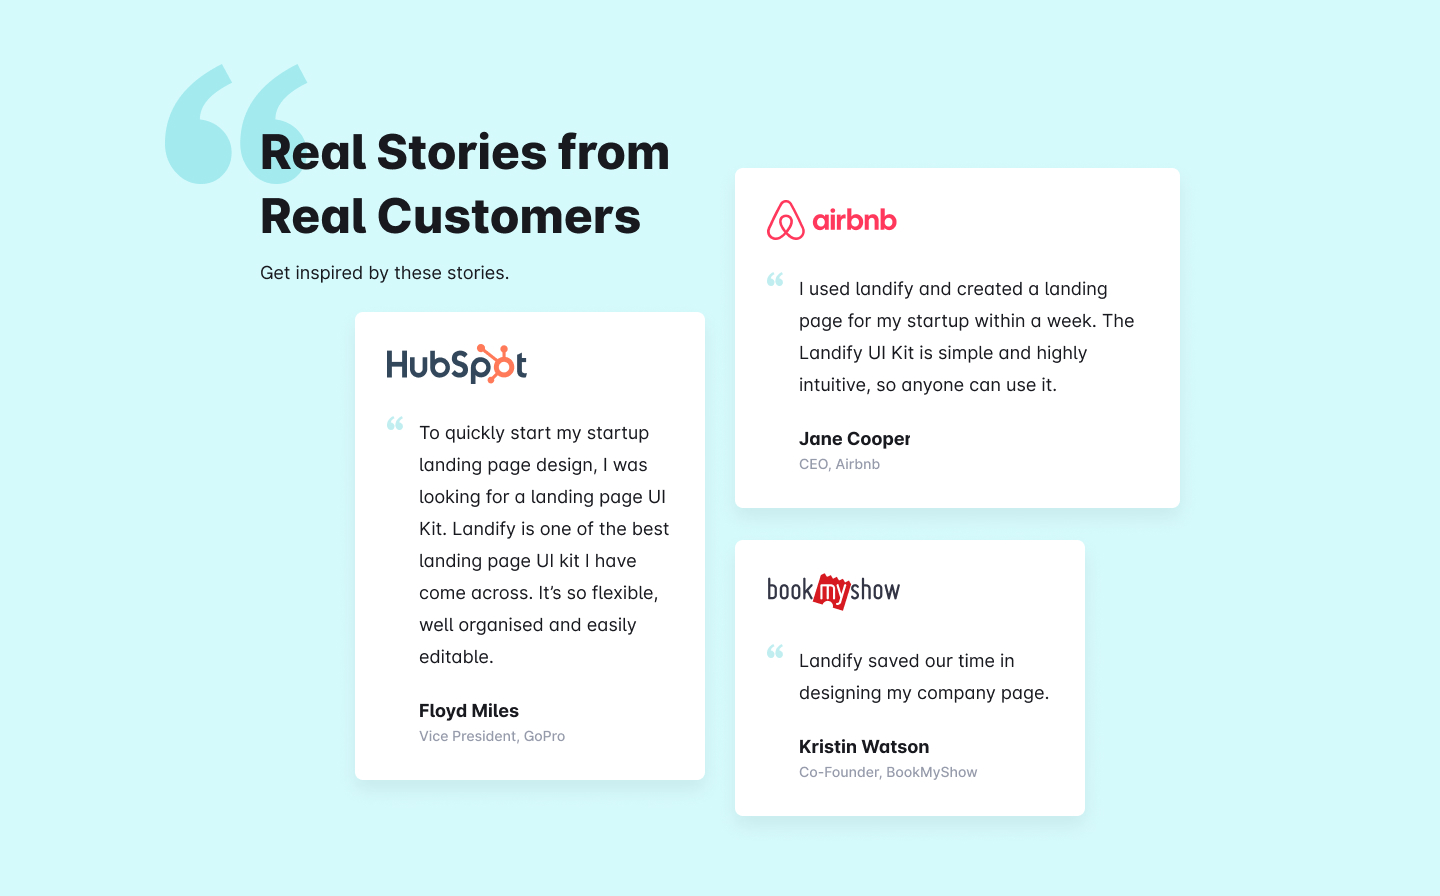 Real Stories from
Real Customers
Get inspired by these stories.
HubSpot
“
To quickly start my startup
landing page design, I was
looking for a landing page UI
Kit. Landify is one of the best
landing page UI kit I have
come across. It’s so flexible,
well organised and easily
editable.
Floyd Miles
Vice President, GoPro
airbnb
“
I used landify and created a landing
page for my startup within a week. The
Landify UI Kit is simple and highly
intuitive, so anyone can use it.
Jane Cooper
CEO, Airbnb
bookmyshow
“
Landify saved our time in
designing my company page.
Kristin Watson
Co-Founder, BookMyShow